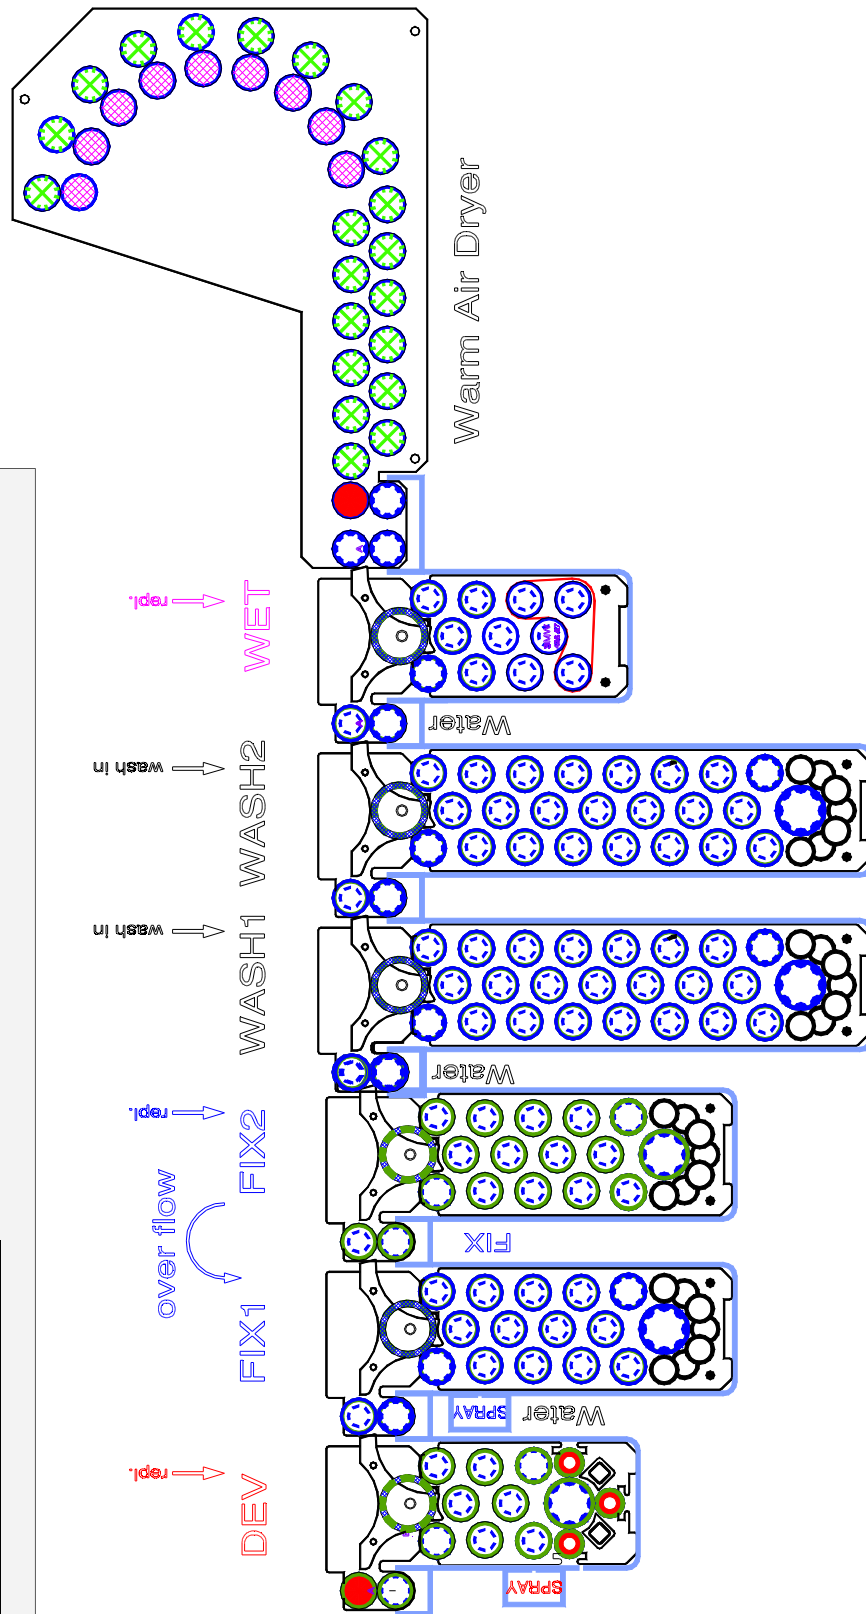 Warm Air Dryer
repl.
WET
Water
wash in
WASH2
wash in
WASH1
Water
repl.
FIX2
over flow
FIX
FIX1
SPRAY
Water
repl.
DEV
SPRAY